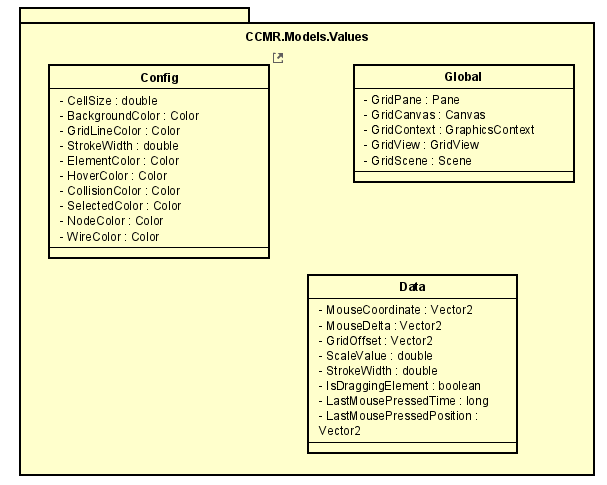 CCMR.Models.Values
Config
- CellSize : double
- BackgroundColor : Color
- GridLineColor : Color
- StrokeWidth : double
- ElementColor : Color
- HoverColor : Color
- CollisionColor : Color
- SelectedColor : Color
- NodeColor : Color
- WireColor : Color
Global
- GridPane : Pane
- GridCanvas : Canvas
- GridContext : GraphicsContext
- GridView : GridView
- GridScene : Scene
Data
- MouseCoordinate : Vector2
- MouseDelta : Vector2
- GridOffset : Vector2
- ScaleValue : double
- StrokeWidth : double
- IsDraggingElement : boolean
- LastMousePressedTime : long
- LastMousePressedPosition :
Vector2